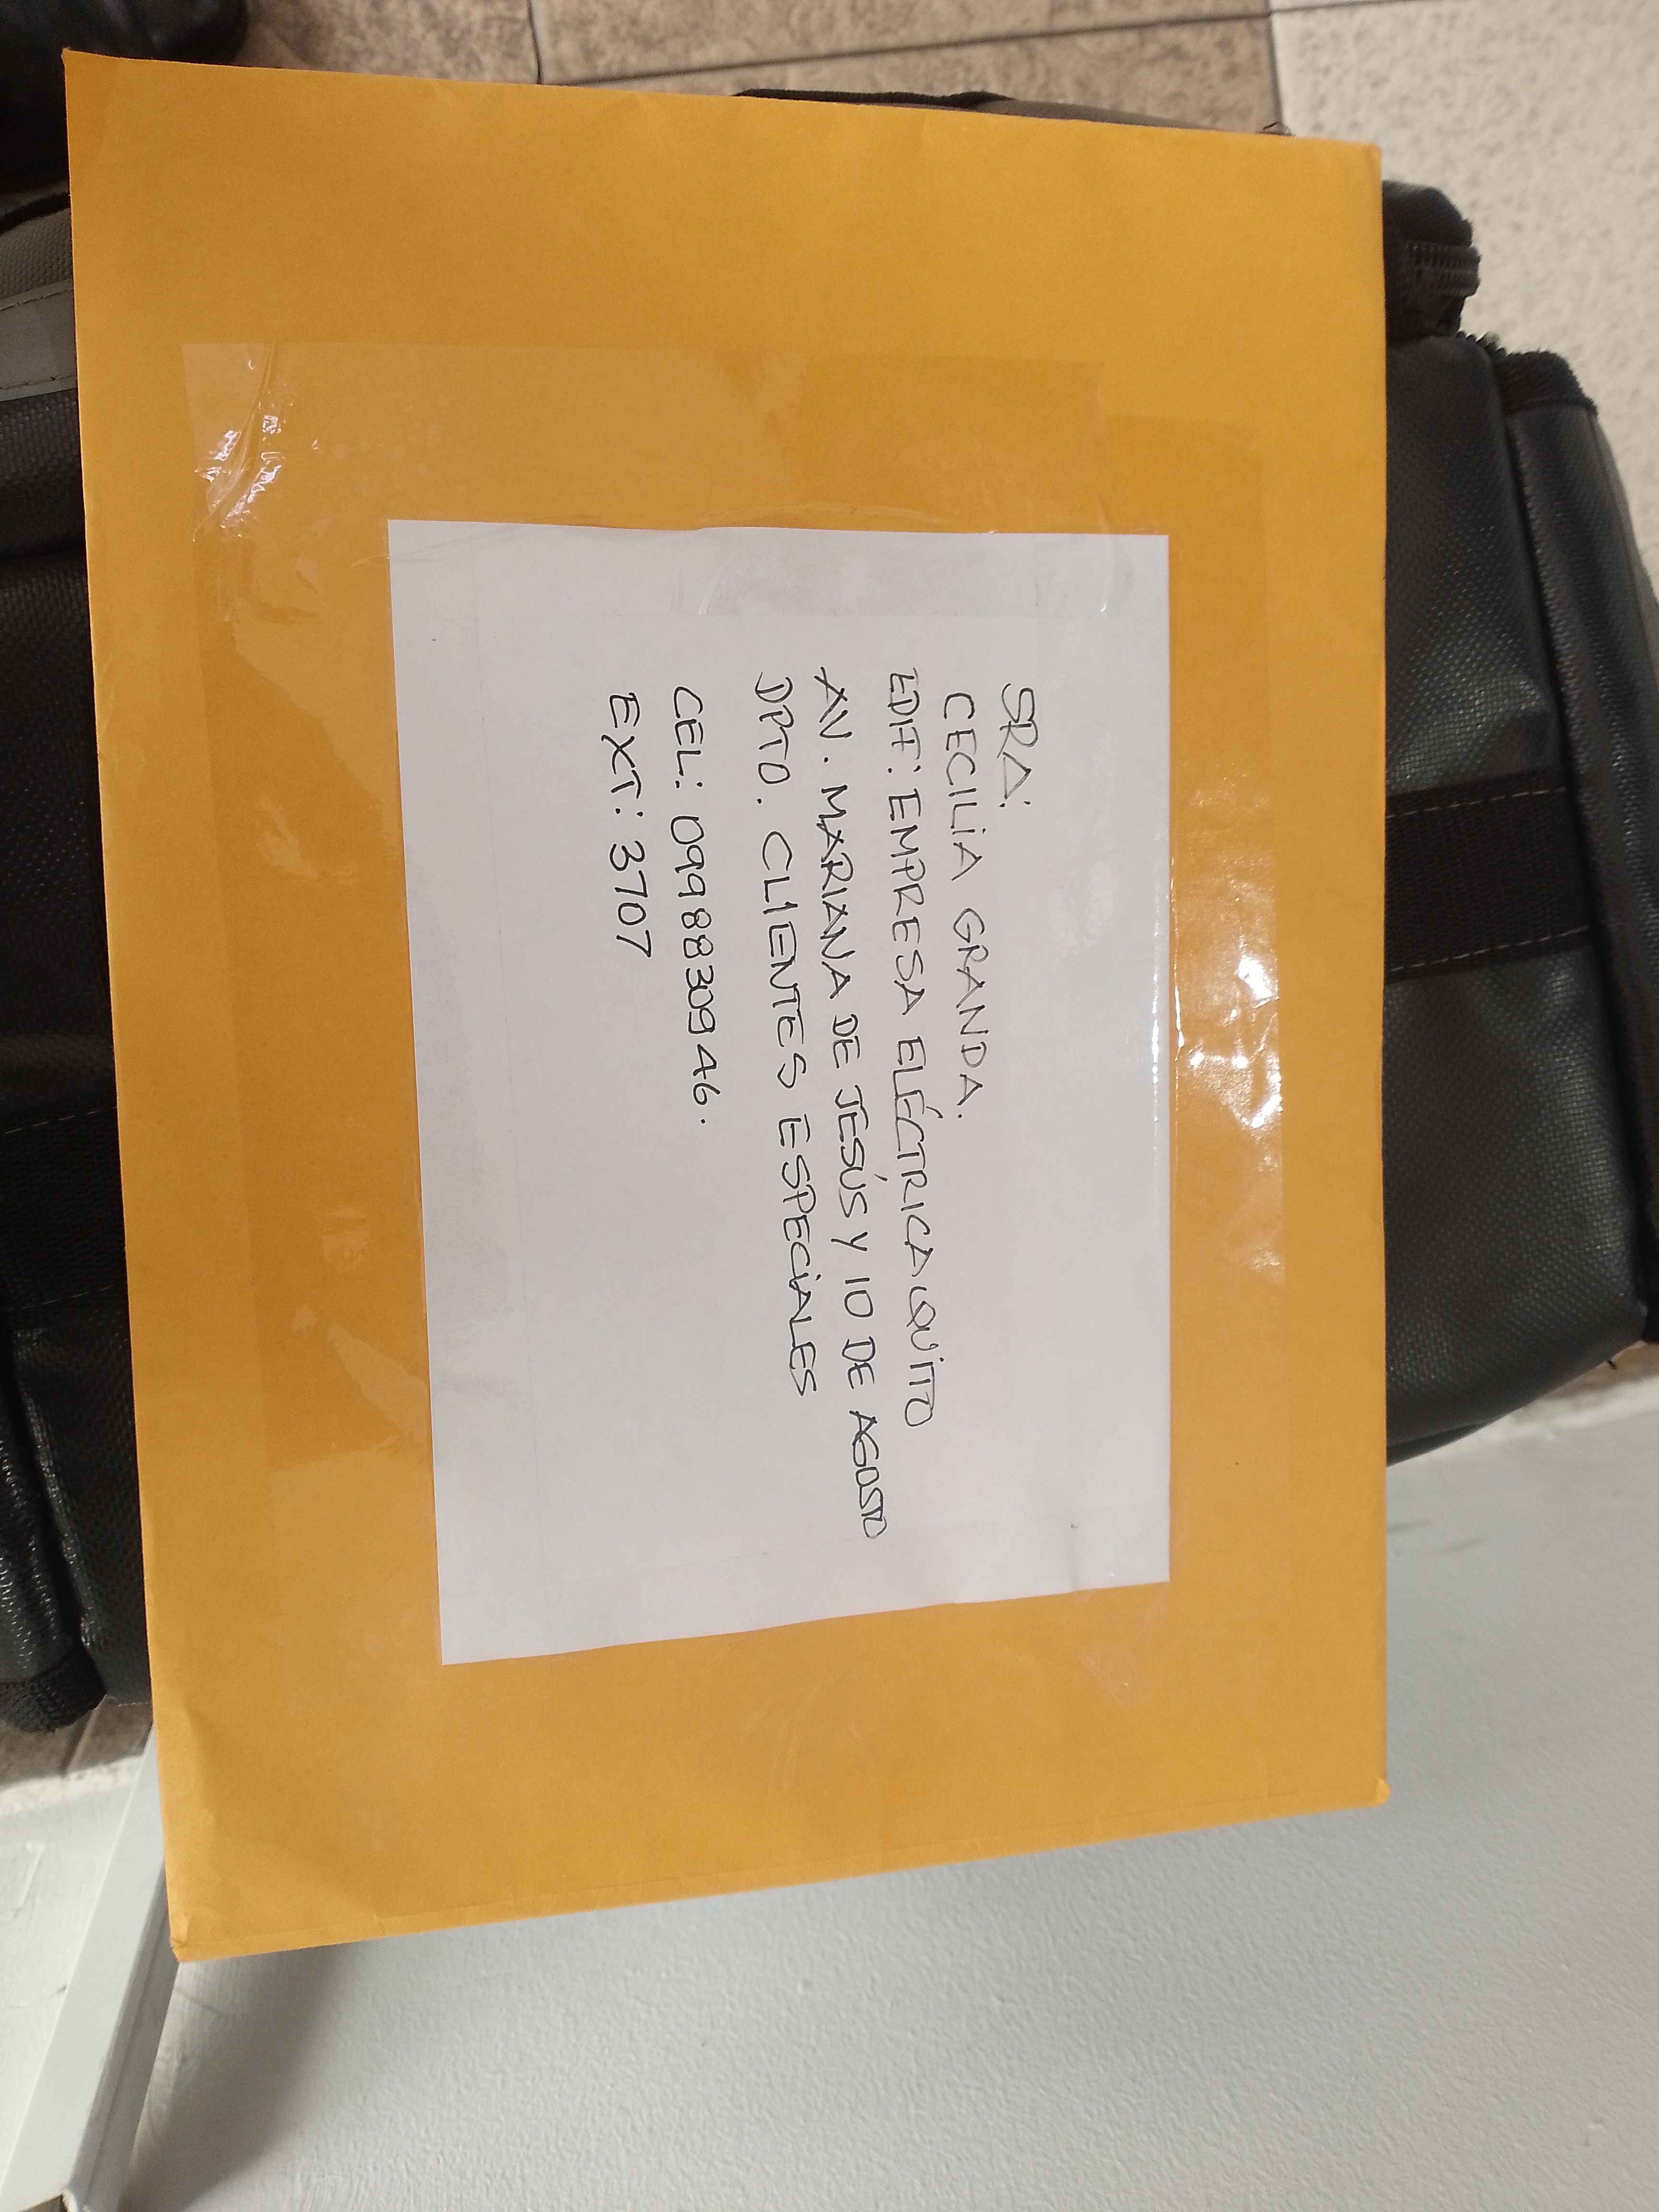 SRA:
CECILIA GRANDA.
EDIF: EMPRESA ELÉCTRICA QUITO
AV. MARIANA DE JESÚS Y 10 DE AGOSTO
DPTO. CLIENTES ESPECIALES
CEL: 0998830946.
EXT: 3707